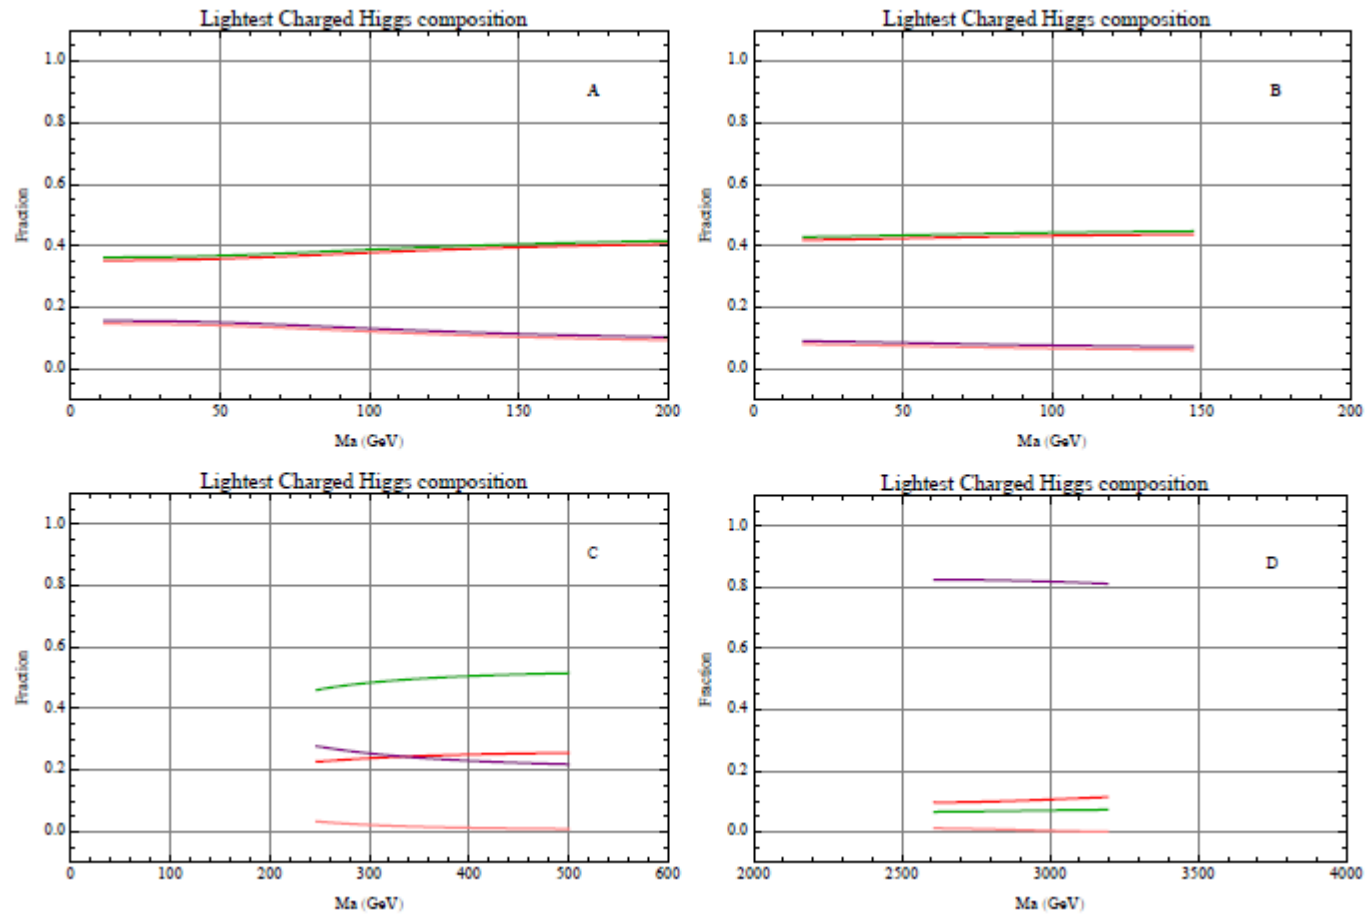 Lightest Charged Higgs composition
A
Fraction
1.0
0.8
0.6
0.4
0.2
0.0
0 50 100 150 200
Ma (GeV)
Lightest Charged Higgs composition
B
Fraction
1.0
0.8
0.6
0.4
0.2
0.0
0 50 100 150 200
Ma (GeV)
Lightest Charged Higgs composition
C
Fraction
1.0
0.8
0.6
0.4
0.2
0.0
0 100 200 300 400 500 600
Ma (GeV)
Lightest Charged Higgs composition
D
Fraction
1.0
0.8
0.6
0.4
0.2
0.0
2000 2500 3000 3500 4000
Ma (GeV)